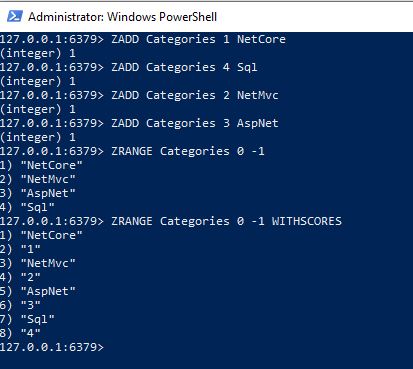 Administrator: Windows PowerShell
127.0.0.1:6379> ZADD Categories 1 NetCore
(integer) 1
127.0.0.1:6379> ZADD Categories 4 Sql
(integer) 1
127.0.0.1:6379> ZADD Categories 2 NetMvc
(integer) 1
127.0.0.1:6379> ZADD Categories 3 AspNet
(integer) 1
127.0.0.1:6379> ZRANGE Categories 0 -1
1) "NetCore"
2) "NetMvc"
3) "AspNet"
4) "Sql"
127.0.0.1:6379> ZRANGE Categories 0 -1 WITHSCORES
1) "NetCore"
2) "1"
3) "NetMvc"
4) "2"
5) "AspNet"
6) "3"
7) "Sql"
8) "4"
127.0.0.1:6379>